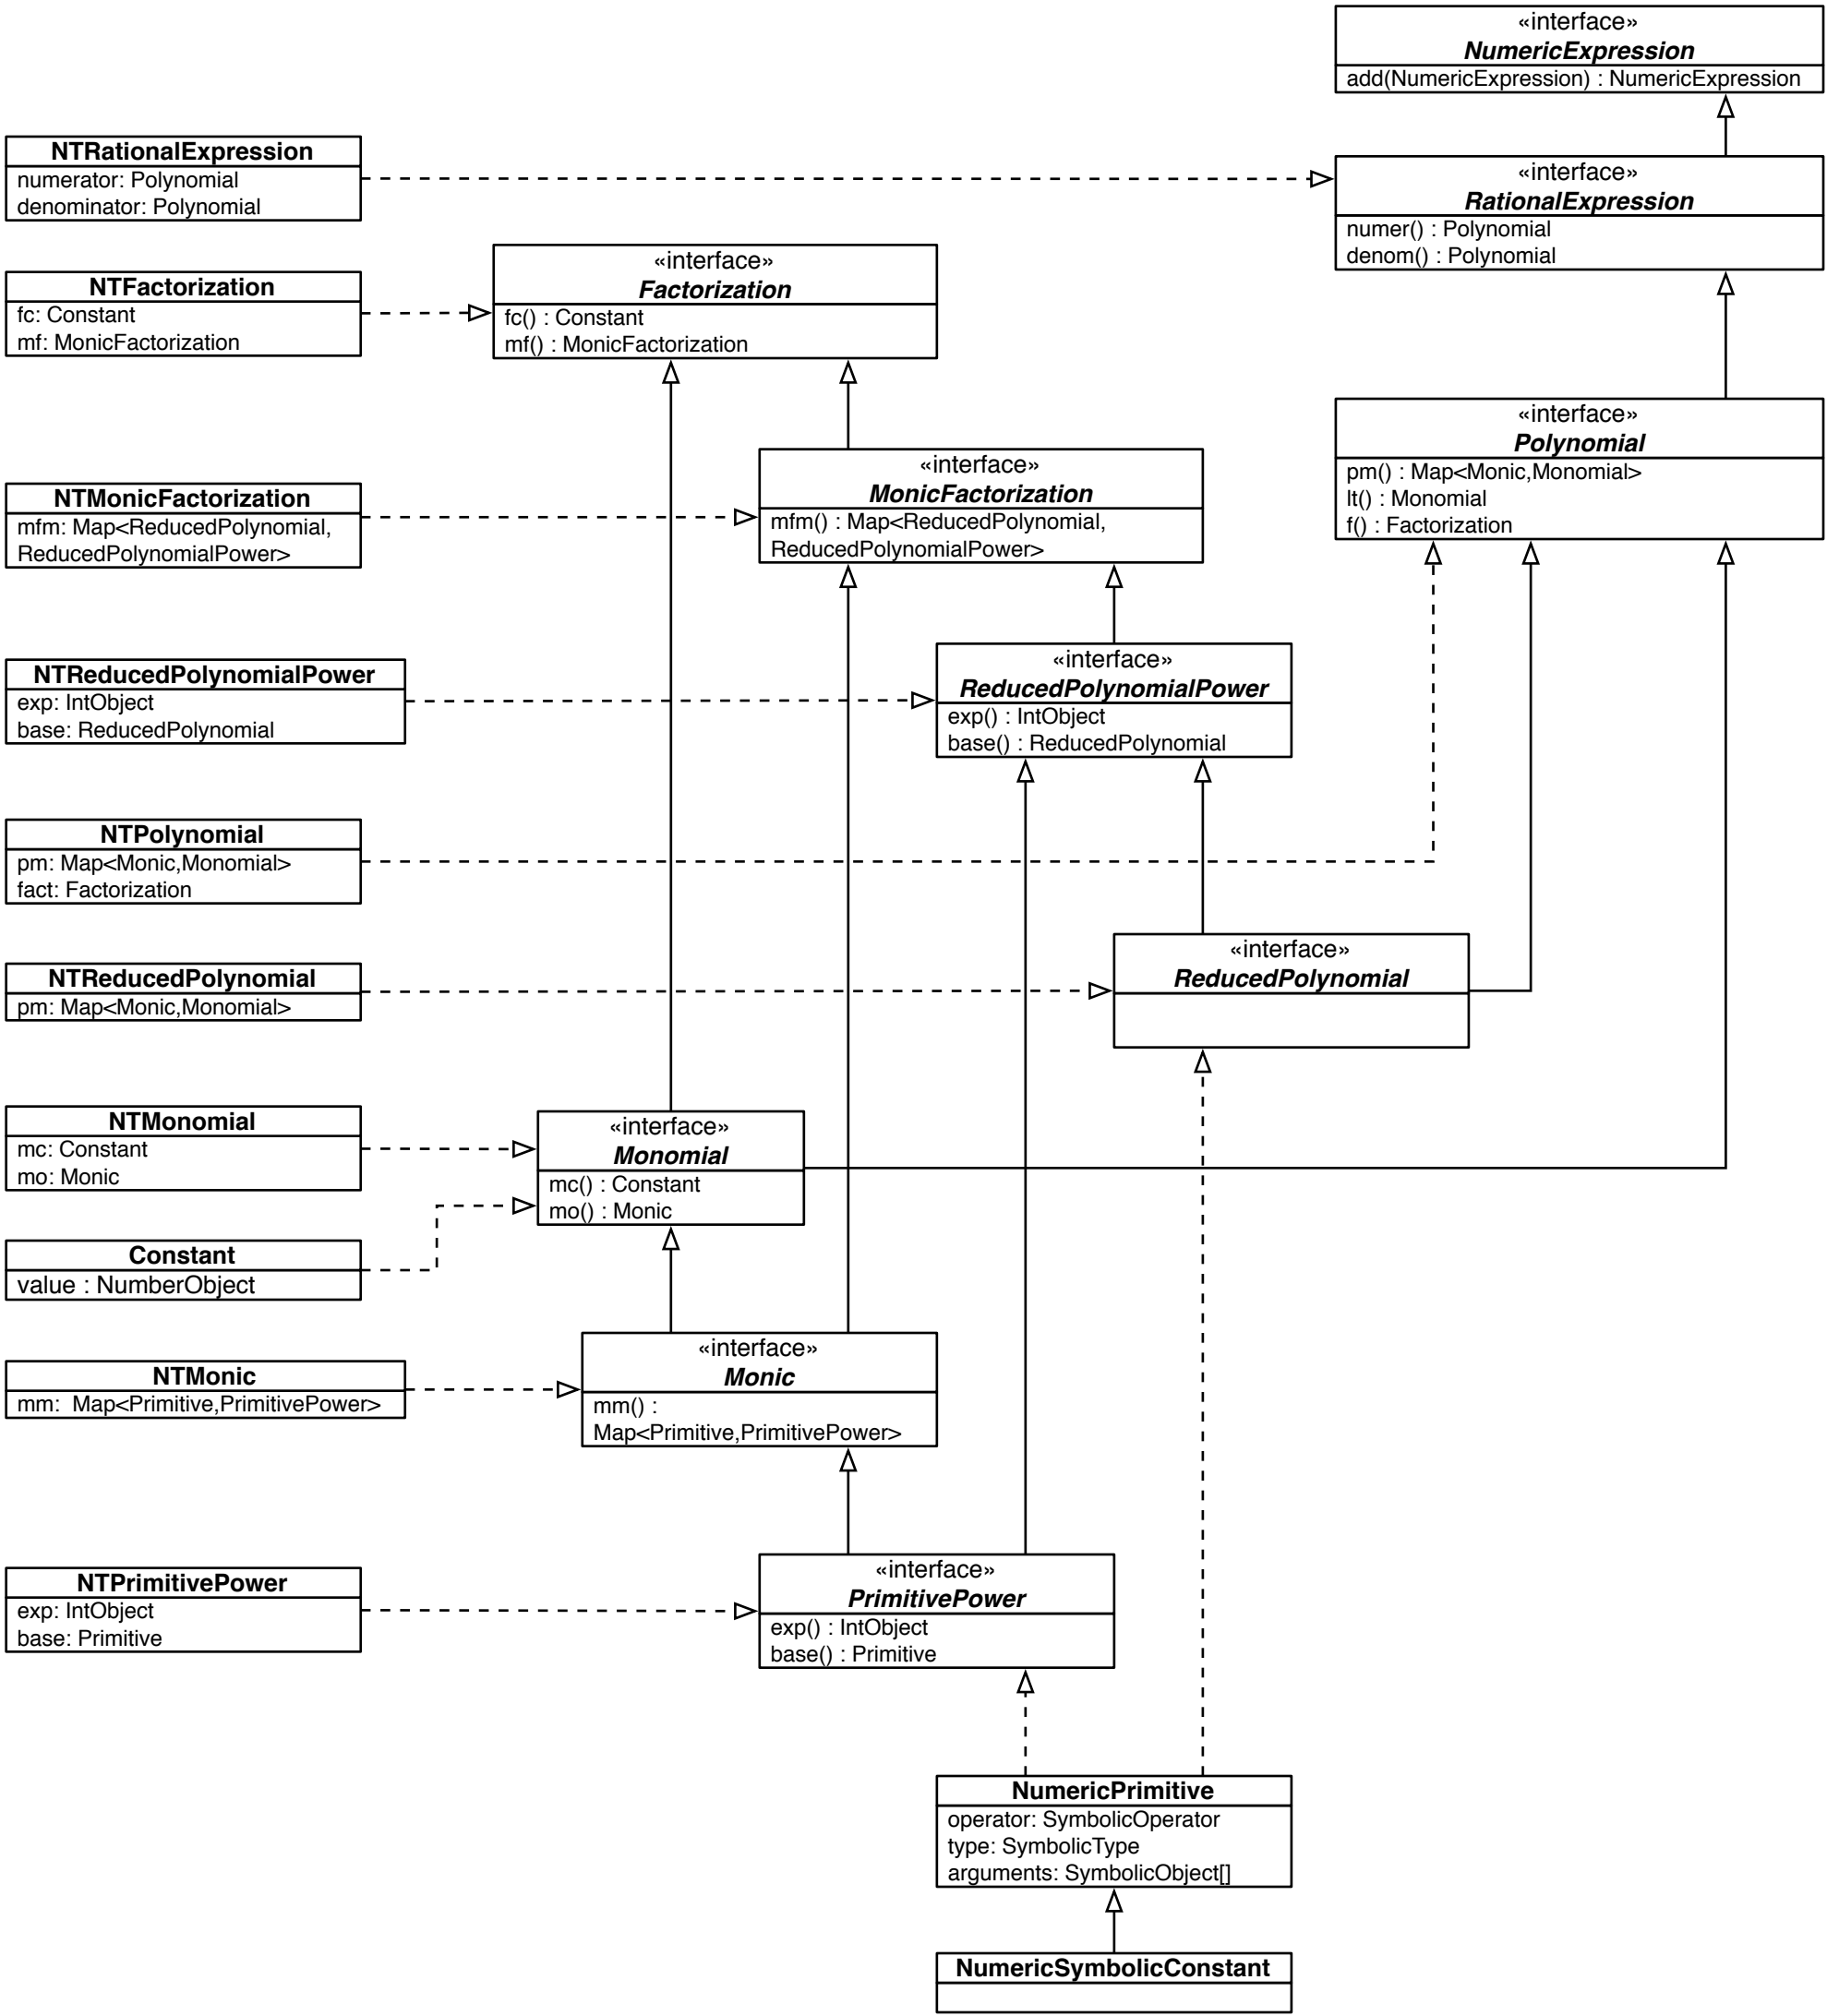 «interface»
NumericExpression
add(NumericExpression) : NumericExpression
NTRationalExpression
numerator: Polynomial
denominator: Polynomial
«interface»
RationalExpression
numer() : Polynomial
denom() : Polynomial
NTFactorization
fc: Constant
mf: MonicFactorization
«interface»
Factorization
fc() : Constant
mf() : MonicFactorization
«interface»
Polynomial
pm() : Map<Monic,Monomial>
lt() : Monomial
f() : Factorization
NTMonicFactorization
mfm: Map<ReducedPolynomial,
ReducedPolynomialPower>
«interface»
MonicFactorization
mfm() : Map<ReducedPolynomial,
ReducedPolynomialPower>
NTReducedPolynomialPower
exp: IntObject
base: ReducedPolynomial
«interface»
ReducedPolynomialPower
exp() : IntObject
base() : ReducedPolynomial
NTPolynomial
pm: Map<Monic,Monomial>
fact: Factorization
NTReducedPolynomial
pm: Map<Monic,Monomial>
«interface»
ReducedPolynomial
NTMonomial
mc: Constant
mo: Monic
«interface»
Monomial
mc() : Constant
mo() : Monic
Constant
value : NumberObject
NTMonic
mm:  Map<Primitive,PrimitivePower>
«interface»
Monic
mm() :
Map<Primitive,PrimitivePower>
NTPrimitivePower
exp: IntObject
base: Primitive
«interface»
PrimitivePower
exp() : IntObject
base() : Primitive
NumericPrimitive
operator: SymbolicOperator
type: SymbolicType
arguments: SymbolicObject[]
NumericSymbolicConstant